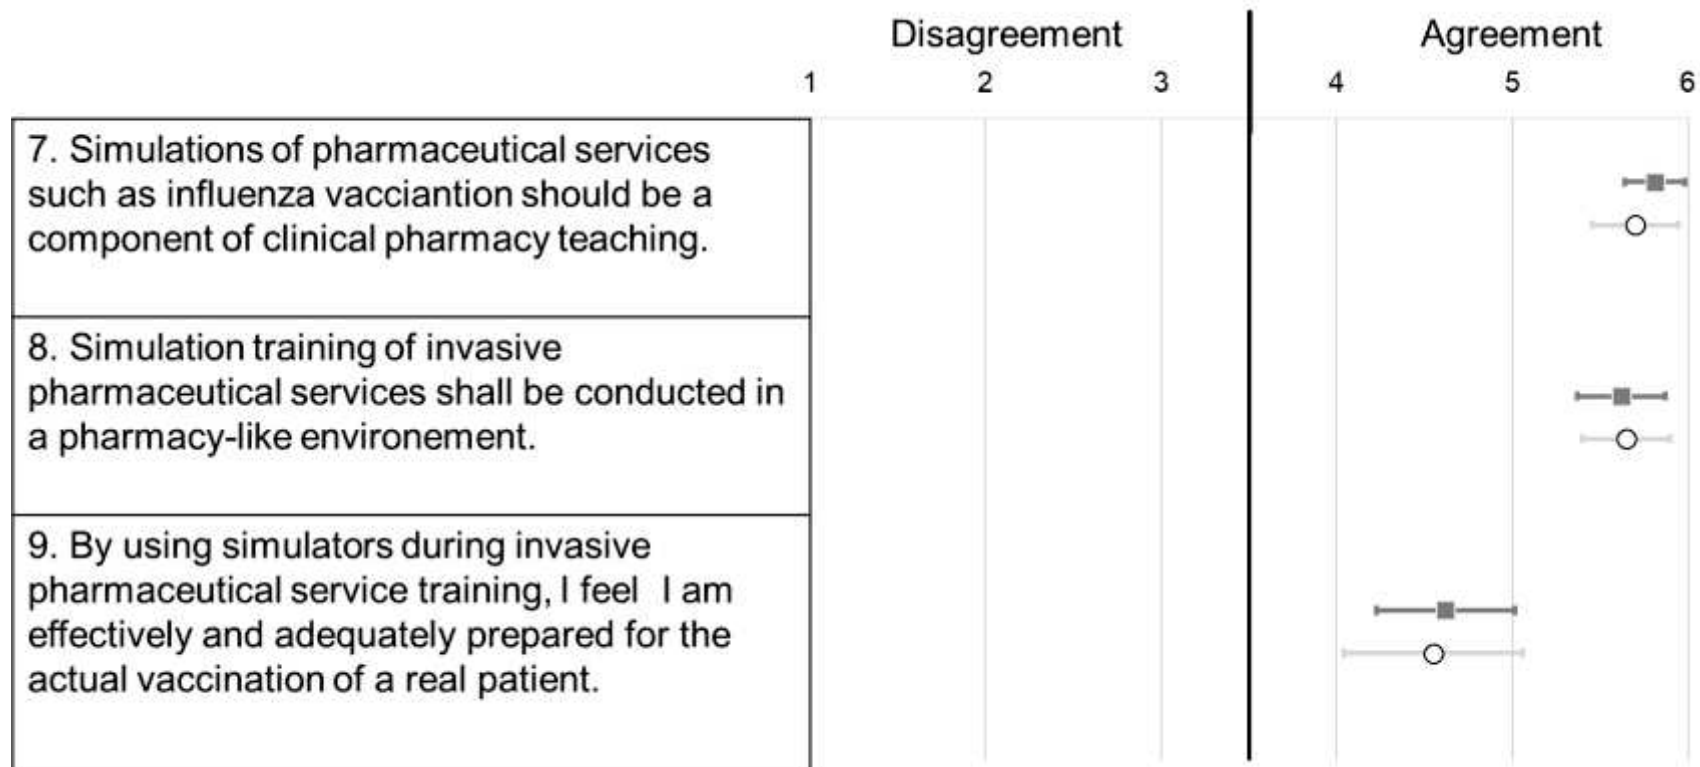 Disagreement Agreement
1 2 3 4 5 6
7. Simulations of pharmaceutical services
such as influenza vacciantion should be a
component of clinical pharmacy teaching.
8. Simulation training of invasive
pharmaceutical services shall be conducted in
a pharmacy-like environement.
9. By using simulators during invasive
pharmaceutical service training, I feel I am
effectively and adequately prepared for the
actual vaccination of a real patient.